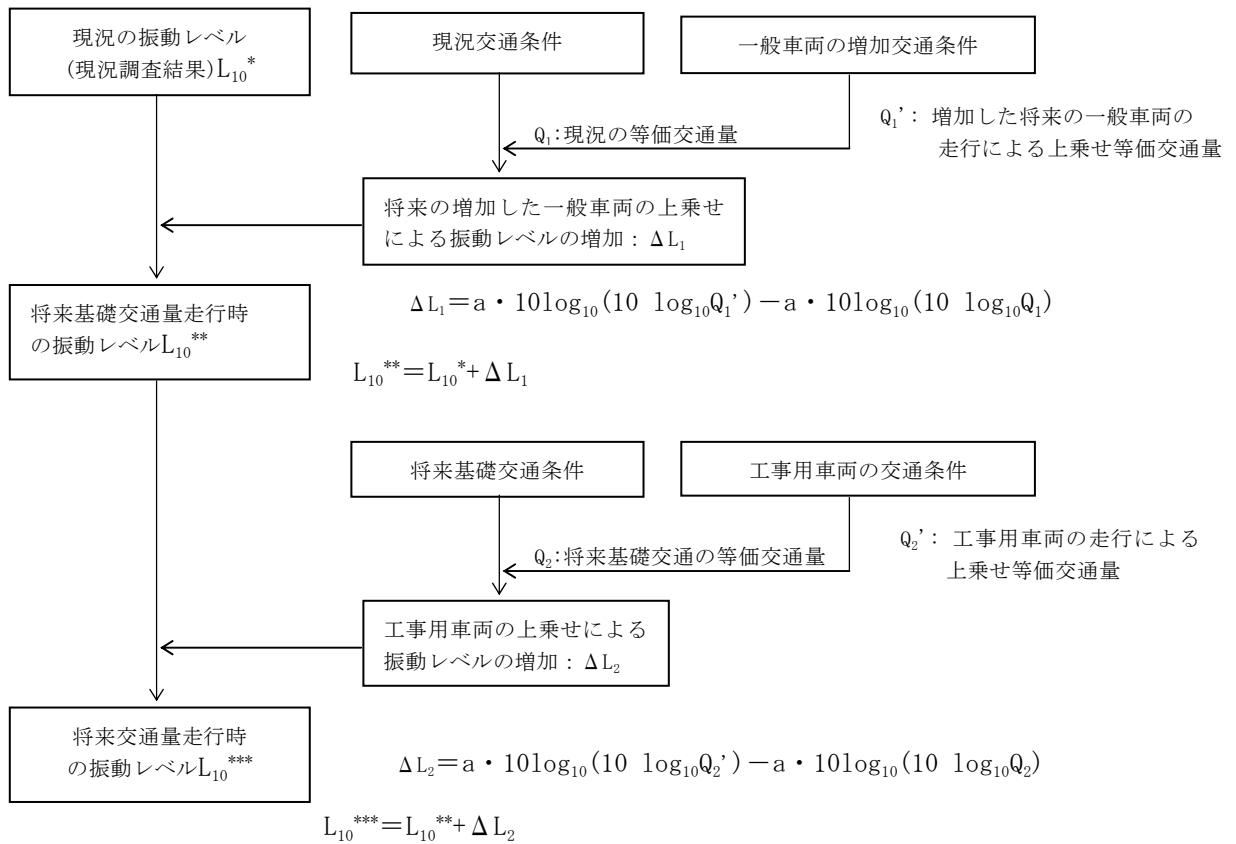 現況の振動レベル
(現況調査結果)L₁₀*
現況交通条件
一般車両の増加交通条件
Q₁:現況の等価交通量
Q₁’： 増加した将来の一般車両の
走行による上乗せ等価交通量
将来の増加した一般車両の上乗せ
による振動レベルの増加：ΔL₁
将来基礎交通量走行時
の振動レベルL₁₀**
ΔL₁＝a・10log₁₀(10 log₁₀Q₁’)－a・10log₁₀(10 log₁₀Q₁)
L₁₀**＝L₁₀*+ΔL₁
将来基礎交通条件
工事用車両の交通条件
Q₂:将来基礎交通の等価交通量
Q₂’： 工事用車両の走行による
上乗せ等価交通量
工事用車両の上乗せによる
振動レベルの増加：ΔL₂
将来交通量走行時
の振動レベルL₁₀***
ΔL₂＝a・10log₁₀(10 log₁₀Q₂’)－a・10log₁₀(10 log₁₀Q₂)
L₁₀***＝L₁₀**+ΔL₂